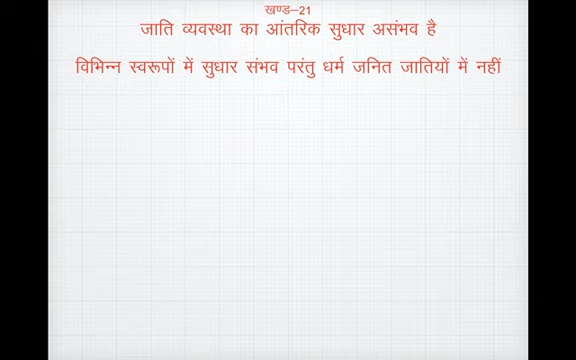 खण्ड–21
जाति व्यवस्था का आंतरिक सुधार असंभव है
विभिन्न स्वरूपों में सुधार संभव परंतु धर्म जनित जातियों में नहीं